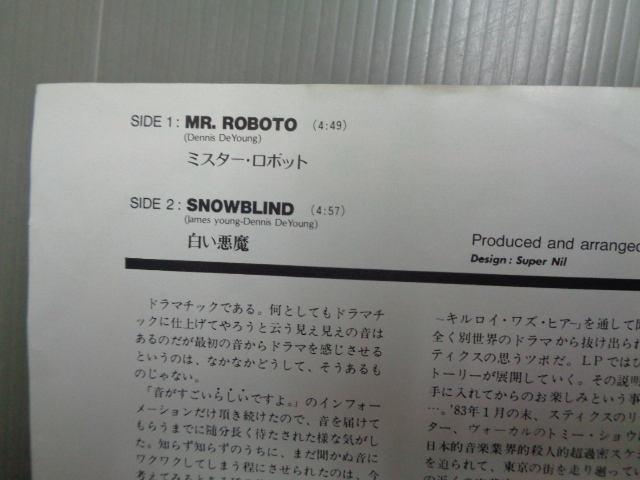 SIDE 1 : MR. ROBOTO (4:49)
(Dennis DeYoung)
ミスター・ロボット
SIDE 2 : SNOWBLIND (4:57)
(James young-Dennis DeYoung)
白い悪魔
Produced and arranged
Design : Super Nil
ドラマチックである。何としてもドラマチ
ックに仕上げてやろうと云う見え見えの音は
あるのだが最初の音からドラマを感じさせる
というのは、なかなかどうして、そうあるも
のじゃない。
「音がすごいらしいですよ。」のインフォー
メーションだけ頂き続けたので、音を届けて
もらうまでに随分長く待たされた様な気がし
た。知らず知らずのうちに、まだ聞かぬ音に
ワクワクしてしまう程にさせられたのは、今
〜キルロイ・ワズ・ヒア〜」を通して
全く別世界のドラマから抜け出られ
ティクスの思うツボだ。LPでは
トーリーが展開していく。その説明
手に入れてからのお楽しみという事
…。'83年1月の末、スティクスのリ
ター、ヴォーカルのトミー・ショウ
日本的音楽業界的殺人的超過密スケ
を迫られて、東京の街を走り廻って